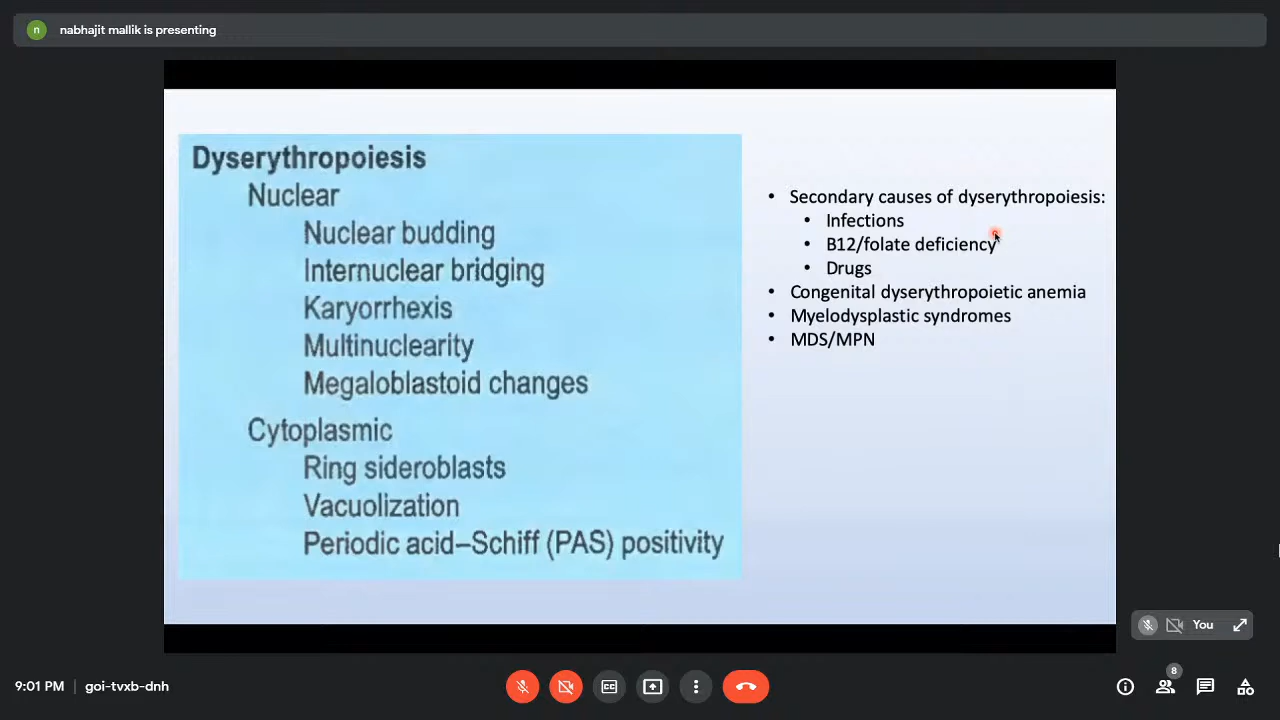 n
nabhajit mallik is presenting
Dyserythropoiesis
Nuclear
Nuclear budding
Internuclear bridging
Karyorrhexis
Multinuclearity
Megaloblastoid changes
Cytoplasmic
Ring sideroblasts
Vacuolization
Periodic acid–Schiff (PAS) positivity
• Secondary causes of dyserythropoiesis:
• Infections
• B12/folate deficiency
• Drugs
• Congenital dyserythropoietic anemia
• Myelodysplastic syndromes
• MDS/MPN
You
9:01 PM | goi-tvxb-dnh
CC
8